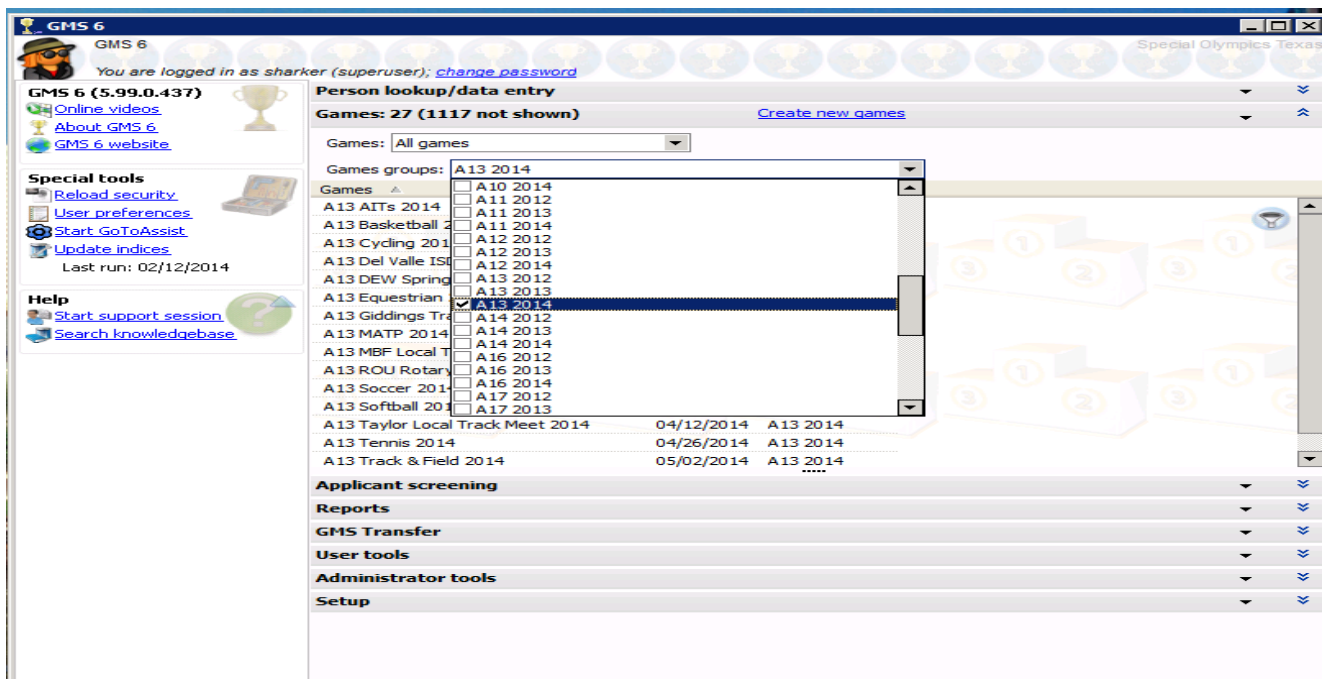 GMS 6
GMS 6
Special Olympics Texas
You are logged in as sharker (superuser); change password
GMS 6 (5.99.0.437)
Online videos
About GMS 6
GMS 6 website
Special tools
Reload security
User preferences
Start GoToAssist
Update indices
Last run: 02/12/2014
Help
Start support session
Search knowledgebase
Person lookup/data entry
Games: 27 (1117 not shown) Create new games
Games: All games
Games groups: A13 2014
Games
A10 2014
A11 2012
A11 2013
A11 2014
A12 2012
A12 2013
A12 2014
A13 2012
A13 2013
A13 2014
A14 2012
A14 2013
A14 2014
A16 2012
A16 2013
A16 2014
A17 2012
A17 2013
A13 AITs 2014
A13 Basketball 2
A13 Cycling 201
A13 Del Valle ISD
A13 DEW Spring
A13 Equestrian
A13 Giddings Tra
A13 MATP 2014
A13 MBF Local T
A13 ROU Rotary
A13 Soccer 201
A13 Softball 201
A13 Taylor Local Track Meet 2014 04/12/2014 A13 2014
A13 Tennis 2014 04/26/2014 A13 2014
A13 Track & Field 2014 05/02/2014 A13 2014
Applicant screening
Reports
GMS Transfer
User tools
Administrator tools
Setup